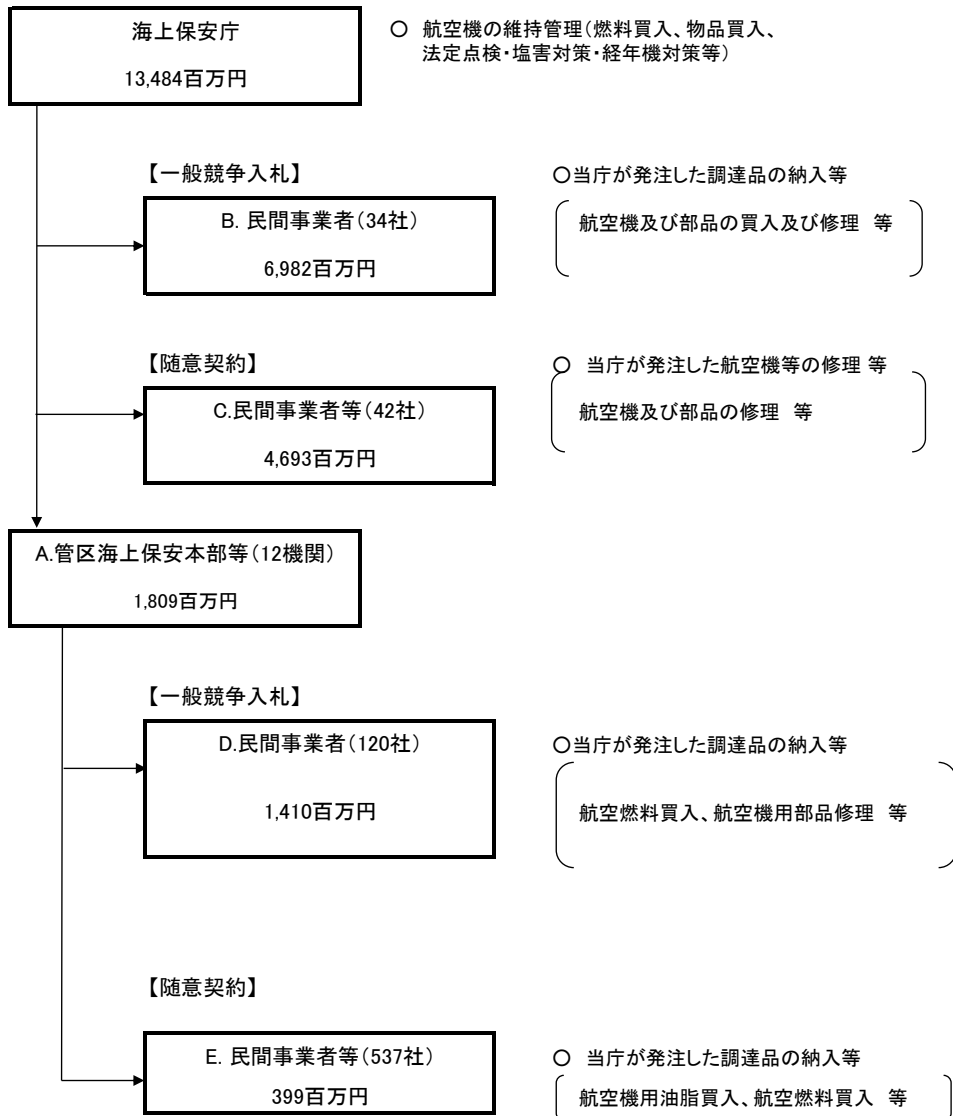 海上保安庁
13,484百万円
○ 航空機の維持管理(燃料買入、物品買入、
法定点検・塩害対策・経年機対策等)
【一般競争入札】
○当庁が発注した調達品の納入等
B. 民間事業者(34社)
6,982百万円
航空機及び部品の買入及び修理 等
【随意契約】
○ 当庁が発注した航空機等の修理 等
C.民間事業者等(42社)
4,693百万円
航空機及び部品の修理 等
A.管区海上保安本部等(12機関)
1,809百万円
【一般競争入札】
D.民間事業者(120社)
1,410百万円
○当庁が発注した調達品の納入等
航空燃料買入、航空機用部品修理 等
【随意契約】
E. 民間事業者等(537社)
399百万円
○ 当庁が発注した調達品の納入等
航空機用油脂買入、航空燃料買入 等